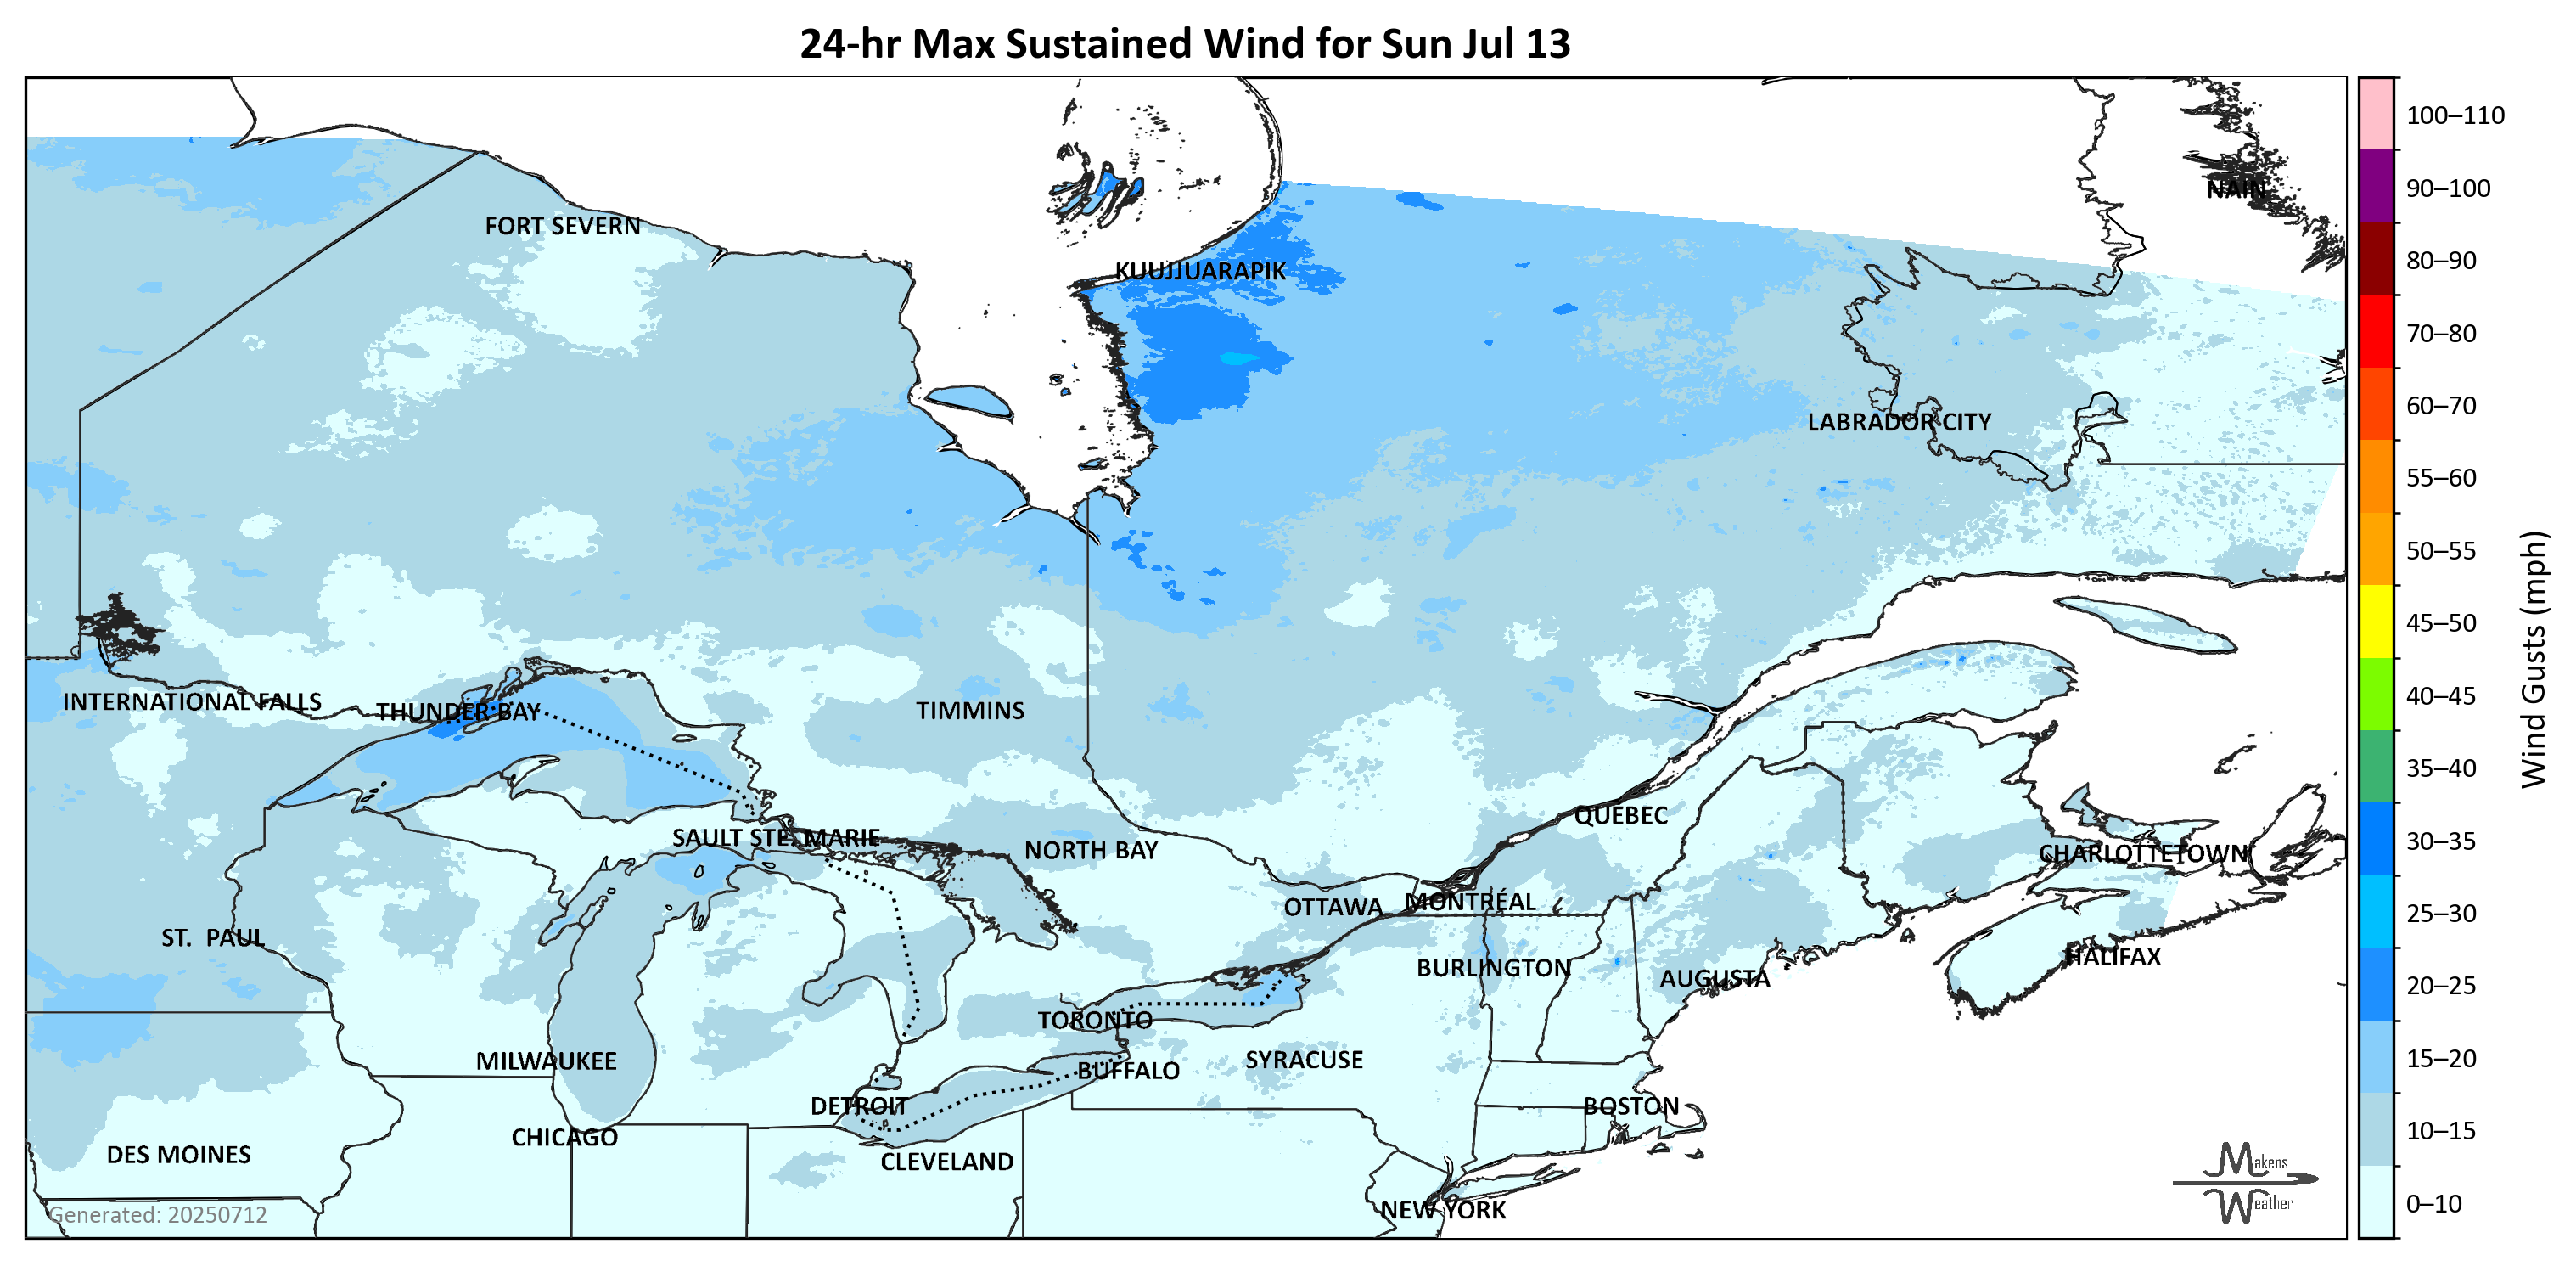 24-hr Max Sustained Wind for Sun Jul 13
100–110
90–100
NAIN
FORT SEVERN
80–90
KUUJJUARAPIK
70–80
60–70
LABRADOR CITY
55–60
50–55
45–50
Wind Gusts (mph)
INTERNATIONAL FALLS
THUNDER BAY
TIMMINS
40–45
35–40
QUEBEC
SAULT STE. MARIE
NORTH BAY
CHARLOTTETOWN
30–35
OTTAWA
MONTRÉAL
25–30
ST. PAUL
BURLINGTON
AUGUSTA
HALIFAX
20–25
TORONTO
MILWAUKEE
BUFFALO
SYRACUSE
15–20
DETROIT
BOSTON
CHICAGO
10–15
DES MOINES
CLEVELAND
Makens
Weather
NEW YORK
0–10
Generated: 20250712